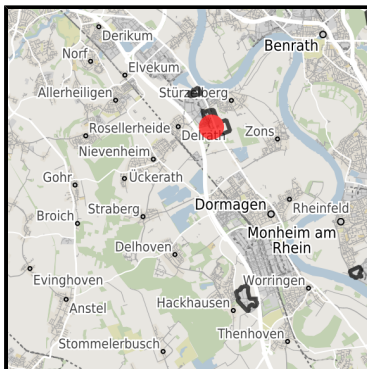 Derikum
Benrath
Norf
Elvekum
Allerheiligen
Stürzelberg
Rosellerheide
Delrath
Zons
Nievenheim
Gohr
Ückerath
Straberg
Dormagen
Rheinfeld
Broich
Monheim am
Rhein
Delhoven
Evinghoven
Worringen
Anstel
Hackhausen
Thenhoven
Stommelerbusch